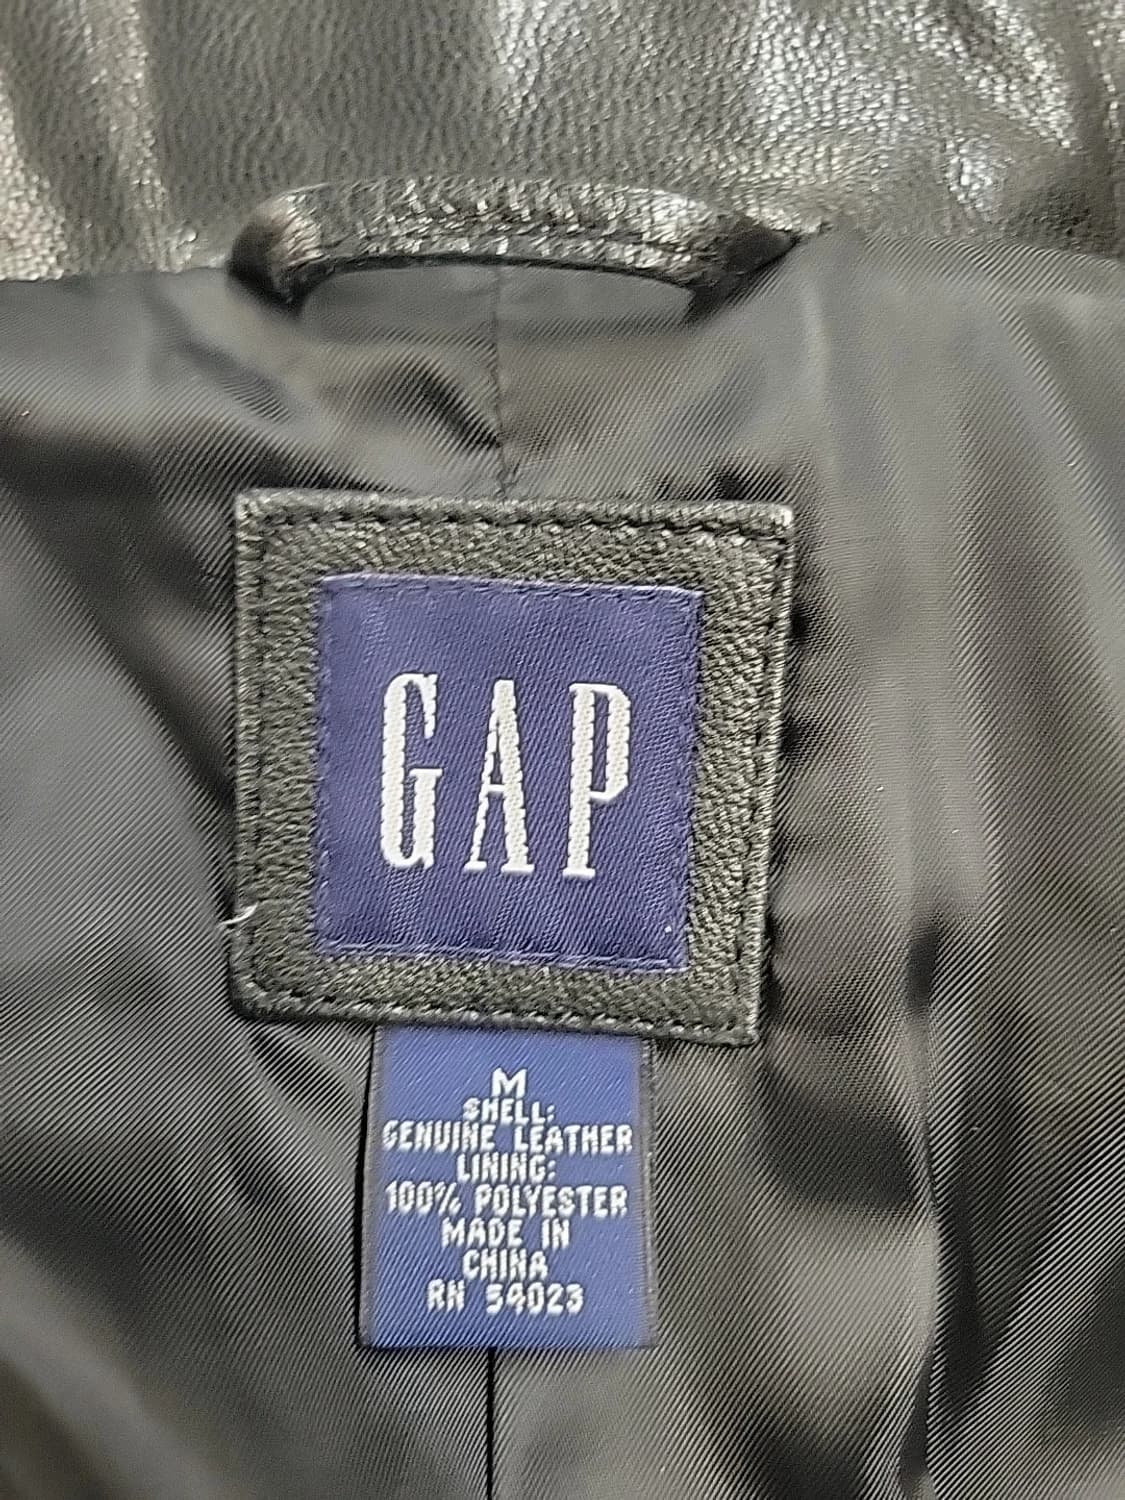 GAP
M
SHELL:
GENUINE LEATHER
LINING:
100% POLYESTER
MADE IN
CHINA
RN 54023